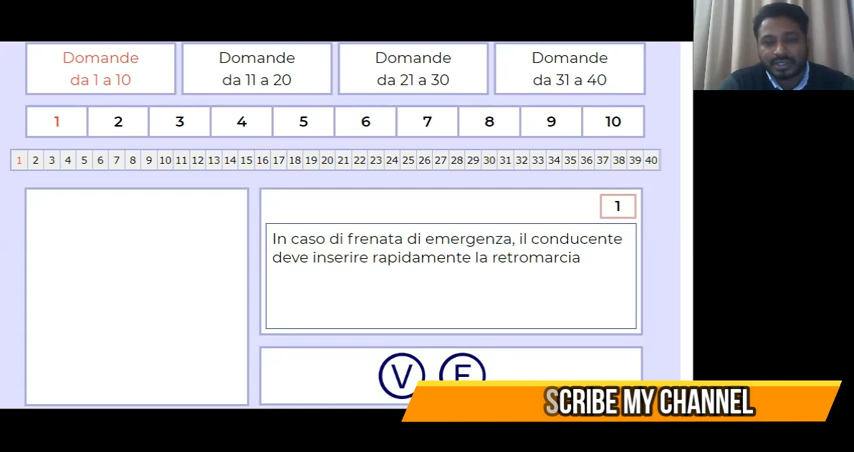 Domande
da 1 a 10
Domande
da 11 a 20
Domande
da 21 a 30
Domande
da 31 a 40
1 2 3 4 5 6 7 8 9 10
1 2 3 4 5 6 7 8 9 10 11 12 13 14 15 16 17 18 19 20 21 22 23 24 25 26 27 28 29 30 31 32 33 34 35 36 37 38 39 40
1
In caso di frenata di emergenza, il conducente
deve inserire rapidamente la retromarcia
V F
SCRIBE MY CHANNEL